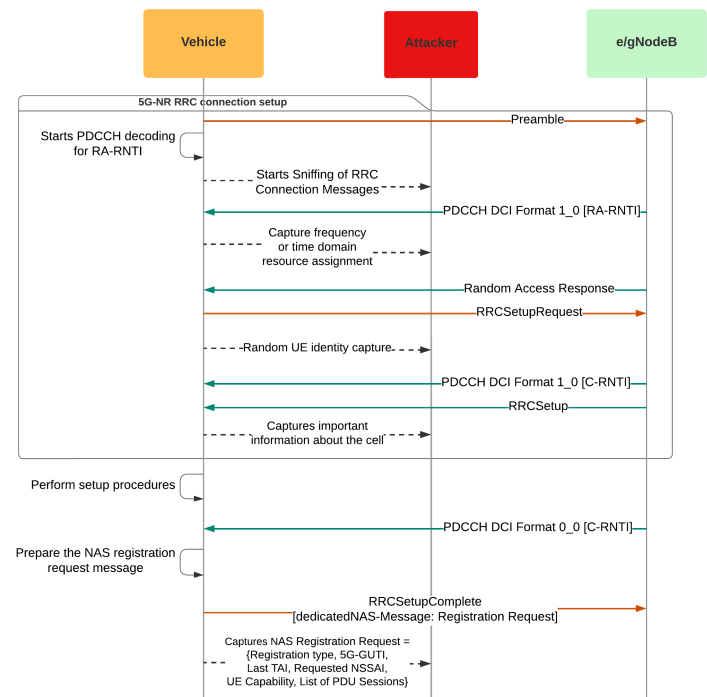 Vehicle
Attacker
e/gNodeB
5G-NR RRC connection setup
Preamble
Starts PDCCH decoding
for RA-RNTI
Starts Sniffing of RRC
Connection Messages
PDCCH DCI Format 1_0 [RA-RNTI]
Capture frequency
or time domain
resource assignment
Random Access Response
RRCSetupRequest
Random UE identity capture
PDCCH DCI Format 1_0 [C-RNTI]
RRCSetup
Captures important
information about the cell
Perform setup procedures
PDCCH DCI Format 0_0 [C-RNTI]
Prepare the NAS registration
request message
RRCSetupComplete
[dedicatedNAS-Message: Registration Request]
Captures NAS Registration Request =
{Registration type, 5G-GUTI,
Last TAI, Requested NSSAI,
UE Capability, List of PDU Sessions}